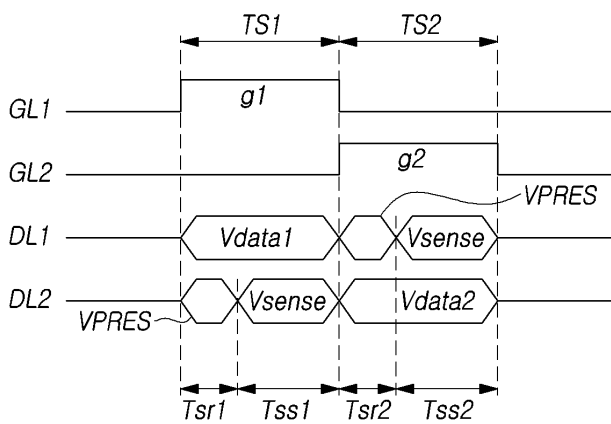 TS1 TS2
GL1 g1
GL2 g2
VPRES
DL1 Vdata1 Vsense
DL2 Vsense Vdata2
VPRES
Tsr1 Tss1 Tsr2 Tss2